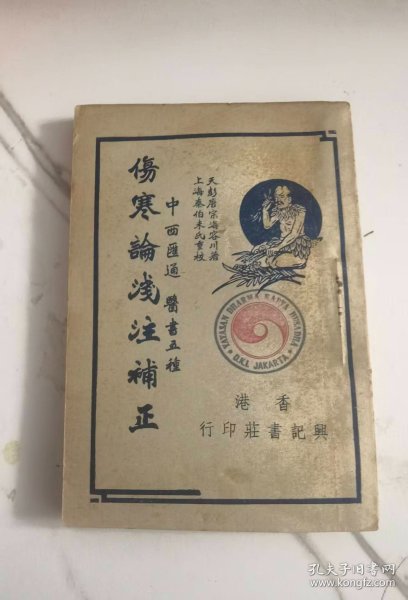 天彭唐宗海容川著
上海秦伯未氏重校
中西匯通醫書五種
傷寒論淺注補正
YAYASAN DHARMA KARYA NUSADUA
D.K.I. JAKARTA
香港
興記書莊印行
孔夫子旧书网
www.kongfz.com